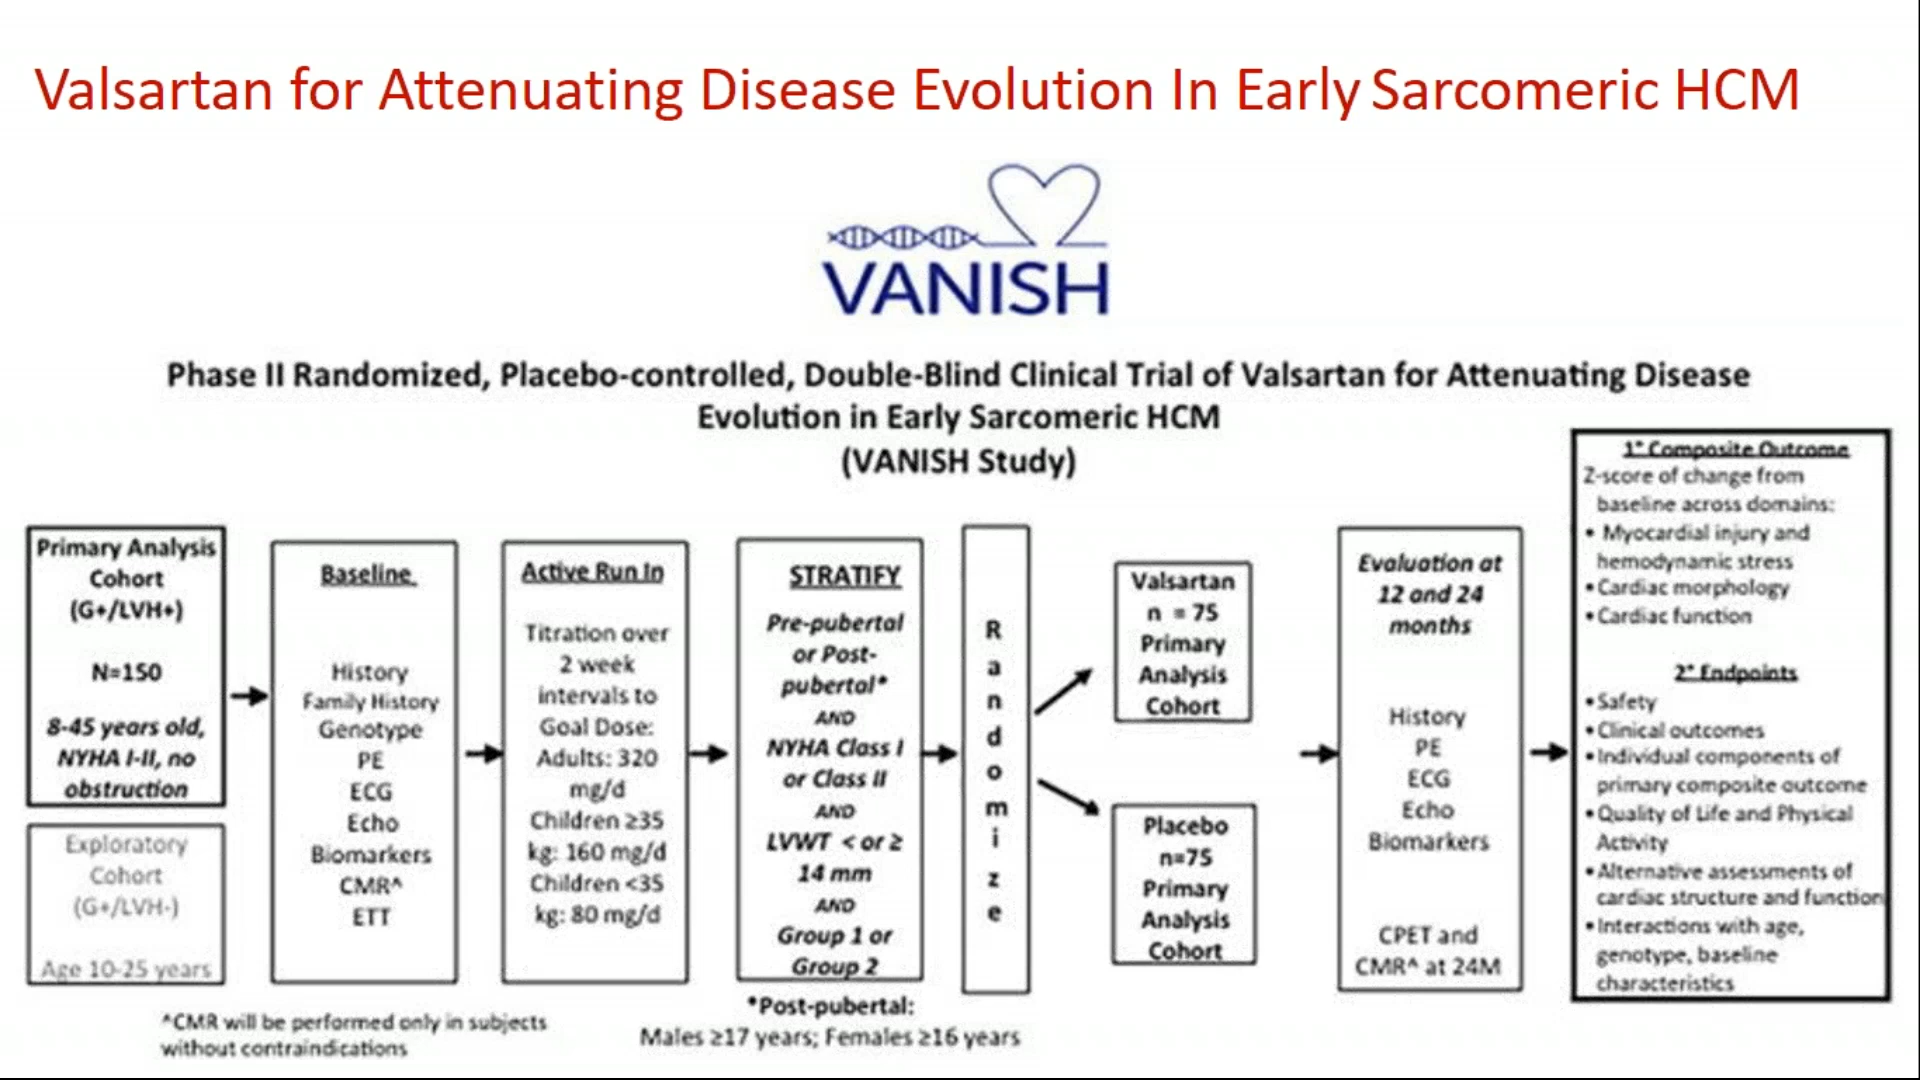 Valsartan for Attenuating Disease Evolution In Early Sarcomeric HCM
VANISH
Phase II Randomized, Placebo-controlled, Double-Blind Clinical Trial of Valsartan for Attenuating Disease
Evolution in Early Sarcomeric HCM
(VANISH Study)
Primary Analysis
Cohort
(G+/LVH+)
N=150
8-45 years old,
NYHA I-II, no
obstruction
Exploratory
Cohort
(G+/LVH-)
Age 10-25 years
Baseline
History
Family History
Genotype
PE
ECG
Echo
Biomarkers
CMR^
ETT
^CMR will be performed only in subjects
without contraindications
Active Run In
Titration over
2 week
intervals to
Goal Dose:
Adults: 320
mg/d
Children ≥35
kg: 160 mg/d
Children <35
kg: 80 mg/d
STRATIFY
Pre-pubertal
or Post-
pubertal*
AND
NYHA Class I
or Class II
AND
LVWT < or ≥
14 mm
AND
Group 1 or
Group 2
*Post-pubertal:
Males ≥17 years; Females ≥16 years
R
a
n
d
o
m
i
z
e
Valsartan
n = 75
Primary
Analysis
Cohort
Placebo
n=75
Primary
Analysis
Cohort
Evaluation at
12 and 24
months
History
PE
ECG
Echo
Biomarkers
CPET and
CMR^ at 24M
1° Composite Outcome
Z-score of change from
baseline across domains:
• Myocardial injury and
hemodynamic stress
• Cardiac morphology
• Cardiac function
2° Endpoints
• Safety
• Clinical outcomes
• Individual components of
primary composite outcome
• Quality of Life and Physical
Activity
• Alternative assessments of
cardiac structure and function
• Interactions with age,
genotype, baseline
characteristics